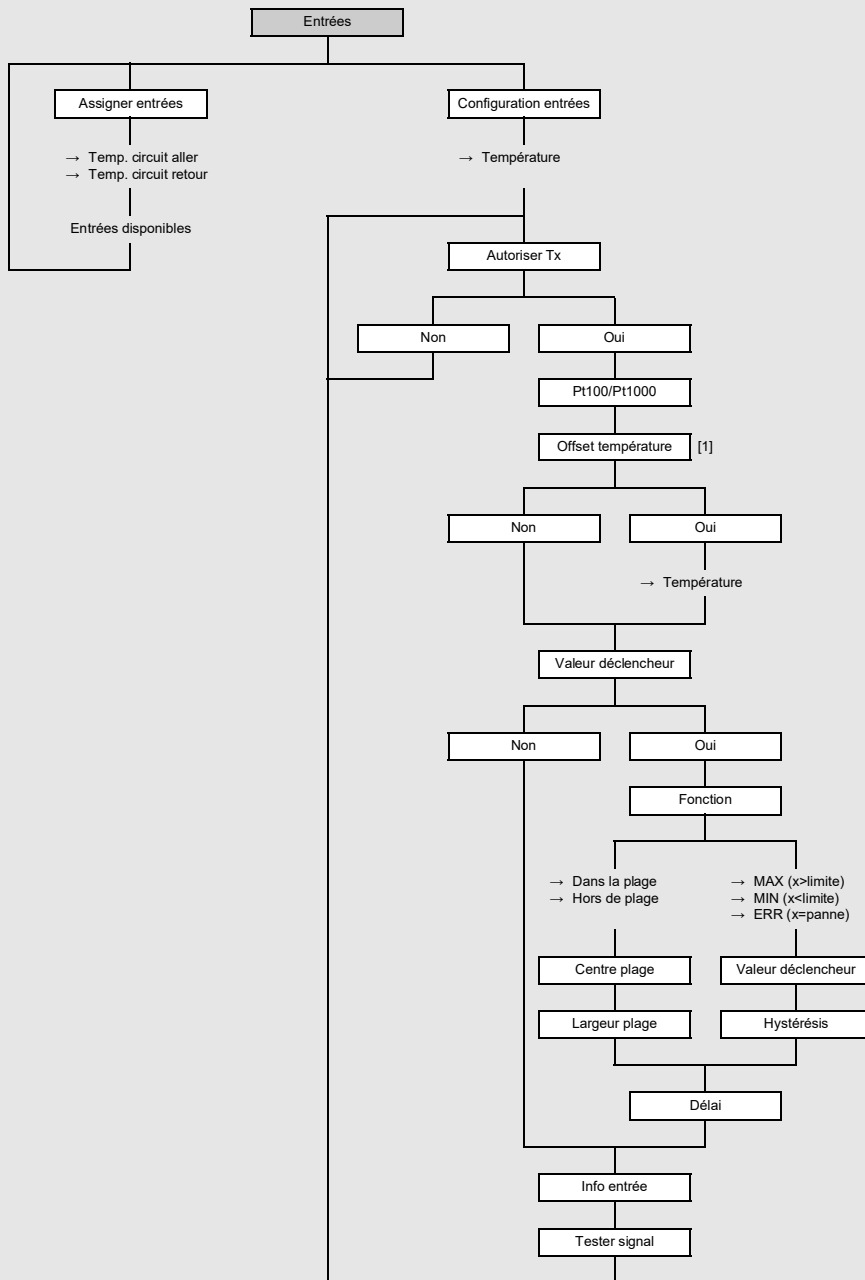 Entrées
Assigner entrées
Configuration entrées
→ Temp. circuit aller
→ Temp. circuit retour
→ Température
Entrées disponibles
Autoriser Tx
Non
Oui
Pt100/Pt1000
Offset température [1]
Non
Oui
→ Température
Valeur déclencheur
Non
Oui
Fonction
→ Dans la plage
→ Hors de plage
→ MAX (x>limite)
→ MIN (x<limite)
→ ERR (x=panne)
Centre plage
Valeur déclencheur
Largeur plage
Hystérésis
Délai
Info entrée
Tester signal